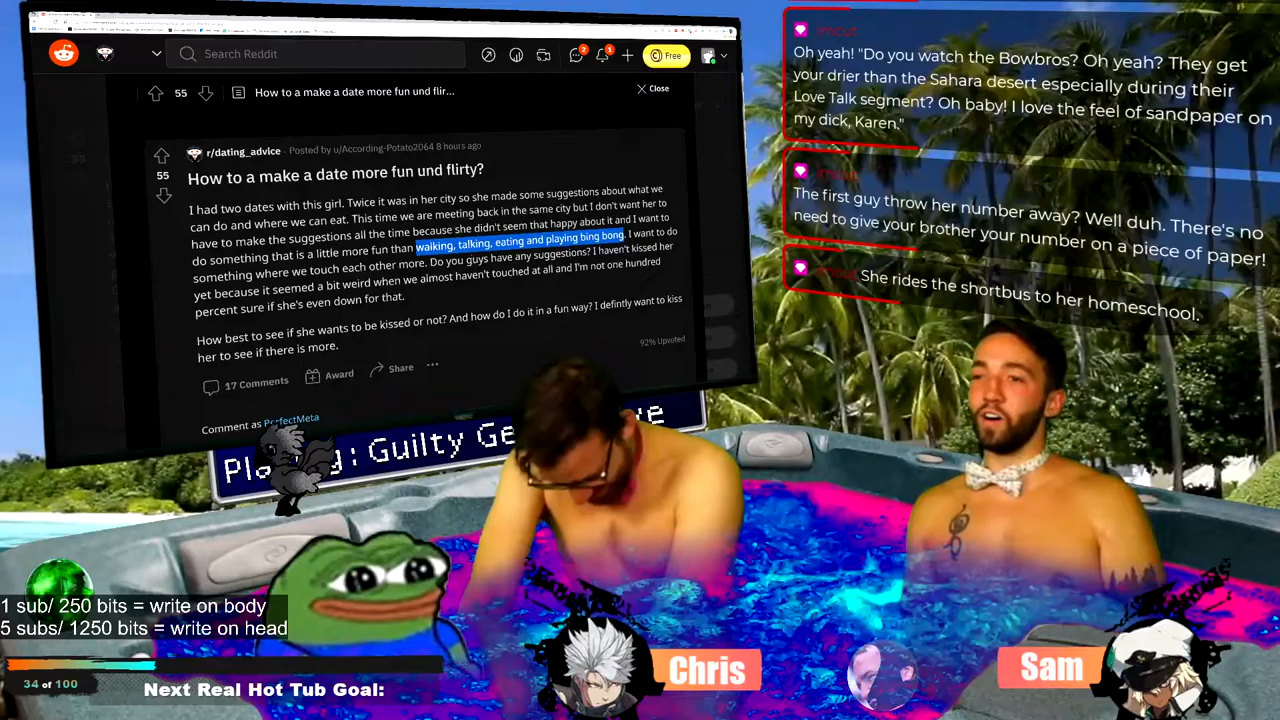 Search Reddit
2
1
Free
55
How to a make a date more fun und flir...
Close
r/dating_advice · Posted by u/According-Potato2064 8 hours ago
55
How to a make a date more fun und flirty?
I had two dates with this girl. Twice it was in her city so she made some suggestions about what we
can do and where we can eat. This time we are meeting back in the same city but I don't want her to
have to make the suggestions all the time because she didn't seem that happy about it and I want to
do something that is a little more fun than walking, talking, eating and playing bing bong. I want to do
something where we touch each other more. Do you guys have any suggestions? I haven't kissed her
yet because it seemed a bit weird when we almost haven't touched at all and I'm not one hundred
percent sure if she's even down for that.
How best to see if she wants to be kissed or not? And how do I do it in a fun way? I defintly want to kiss
her to see if there is more.
92% Upvoted
17 Comments
Award
Share
Comment as PerfectMeta
Guilty Ge
Oh yeah! "Do you watch the Bowbros? Oh yeah? They get
your drier than the Sahara desert especially during their
Love Talk segment? Oh baby! I love the feel of sandpaper on
my dick, Karen."
The first guy throw her number away? Well duh. There's no
need to give your brother your number on a piece of paper!
She rides the shortbus to her homeschool.
1 sub/ 250 bits = write on body
5 subs/ 1250 bits = write on head
34 of 100
Next Real Hot Tub Goal:
Chris
Sam